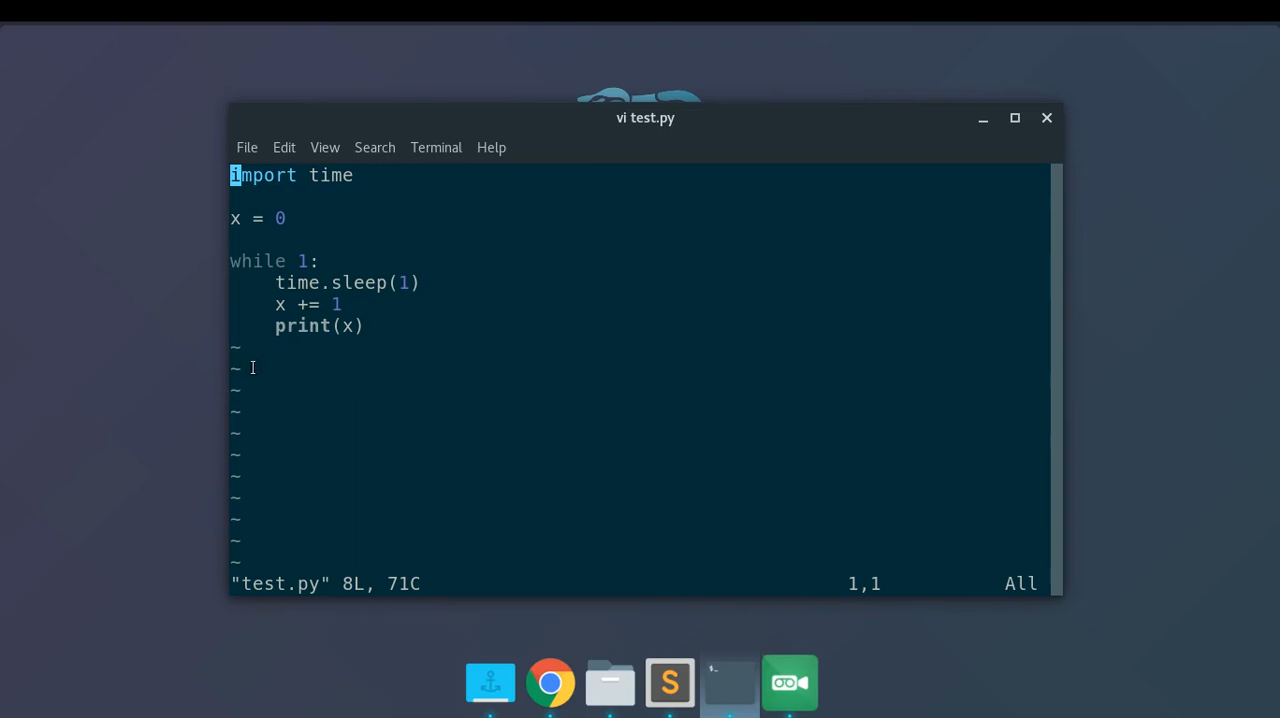 vi test.py
File Edit View Search Terminal Help
import time
x = 0
while 1:
    time.sleep(1)
    x += 1
    print(x)
~
~
~
~
~
~
~
~
~
~
~
"test.py" 8L, 71C 1,1 All
S $_